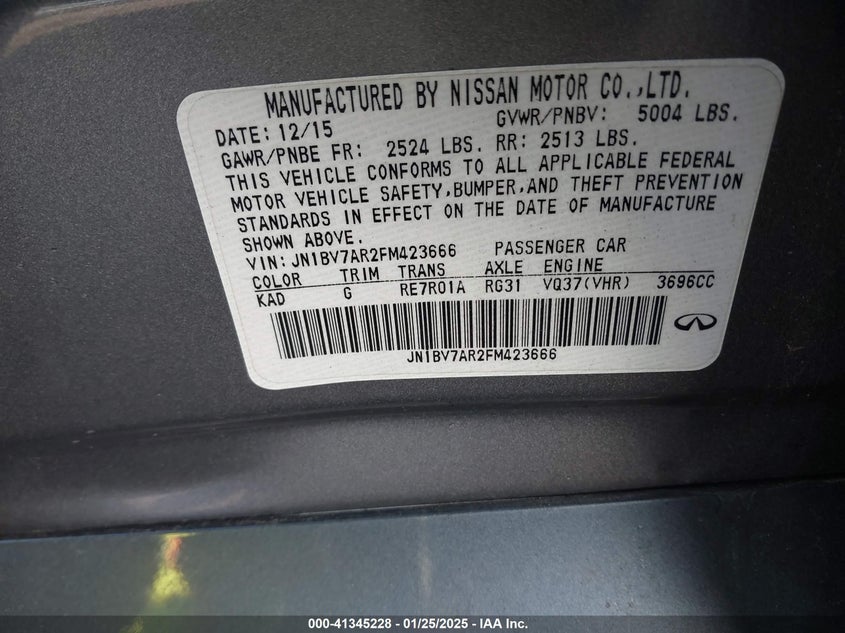 MANUFACTURED BY NISSAN MOTOR CO.,LTD.
DATE: 12/15 GVWR/PNBV: 5004 LBS.
GAWR/PNBE FR: 2524 LBS. RR: 2513 LBS.
THIS VEHICLE CONFORMS TO ALL APPLICABLE FEDERAL
MOTOR VEHICLE SAFETY,BUMPER,AND THEFT PREVENTION
STANDARDS IN EFFECT ON THE DATE OF MANUFACTURE
SHOWN ABOVE.
VIN: JN1BV7AR2FM423666 PASSENGER CAR
COLOR TRIM TRANS AXLE ENGINE
KAD G RE7R01A RG31 VQ37(VHR) 3696CC
JN1BV7AR2FM423666
000-41345228 - 01/25/2025 - IAA Inc.